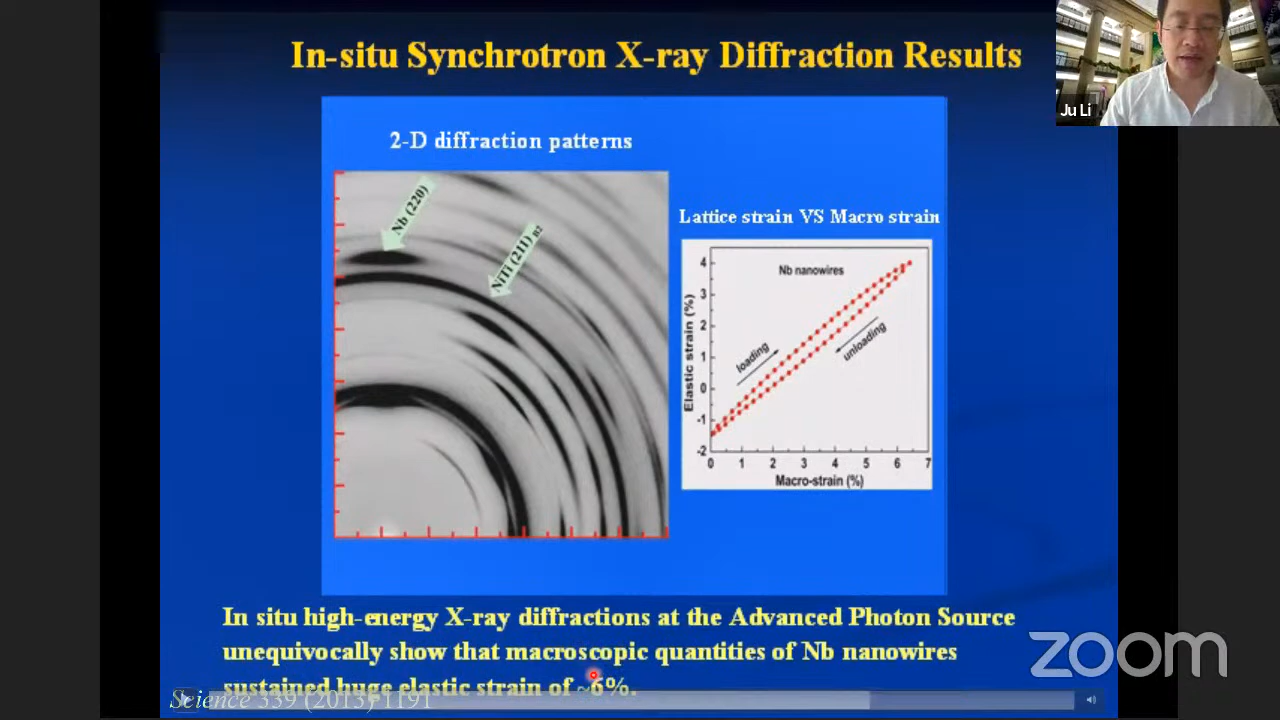 In-situ Synchrotron X-ray Diffraction Results
Ju Li
2-D diffraction patterns
Nb (220)
NiTi (211) B2
Lattice strain VS Macro strain
Nb nanowires
4
3
2
1
0
-1
-2
Elastic strain (%)
loading
unloading
0 1 2 3 4 5 6 7
Macro-strain (%)
In situ high-energy X-ray diffractions at the Advanced Photon Source
unequivocally show that macroscopic quantities of Nb nanowires
sustained huge elastic strain of ~6%.
Science 339 (2013) 1191
zoom